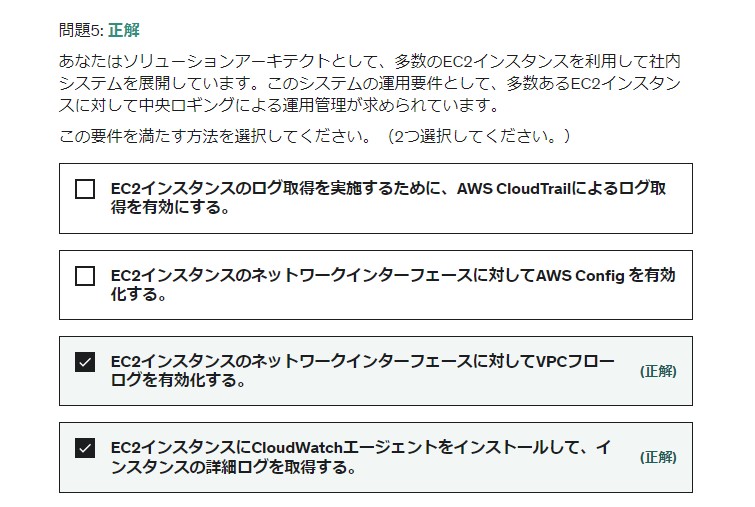 問題5: 正解
あなたはソリューションアーキテクトとして、多数のEC2インスタンスを利用して社内
システムを展開しています。このシステムの運用要件として、多数あるEC2インスタン
スに対して中央ロギングによる運用管理が求められています。
この要件を満たす方法を選択してください。（2つ選択してください。）
EC2インスタンスのログ取得を実施するために、AWS CloudTrailによるログ取
得を有効にする。
EC2インスタンスのネットワークインターフェースに対してAWS Config を有効
化する。
EC2インスタンスのネットワークインターフェースに対してVPCフロー
ログを有効化する。
(正解)
EC2インスタンスにCloudWatchエージェントをインストールして、イ
ンスタンスの詳細ログを取得する。
(正解)